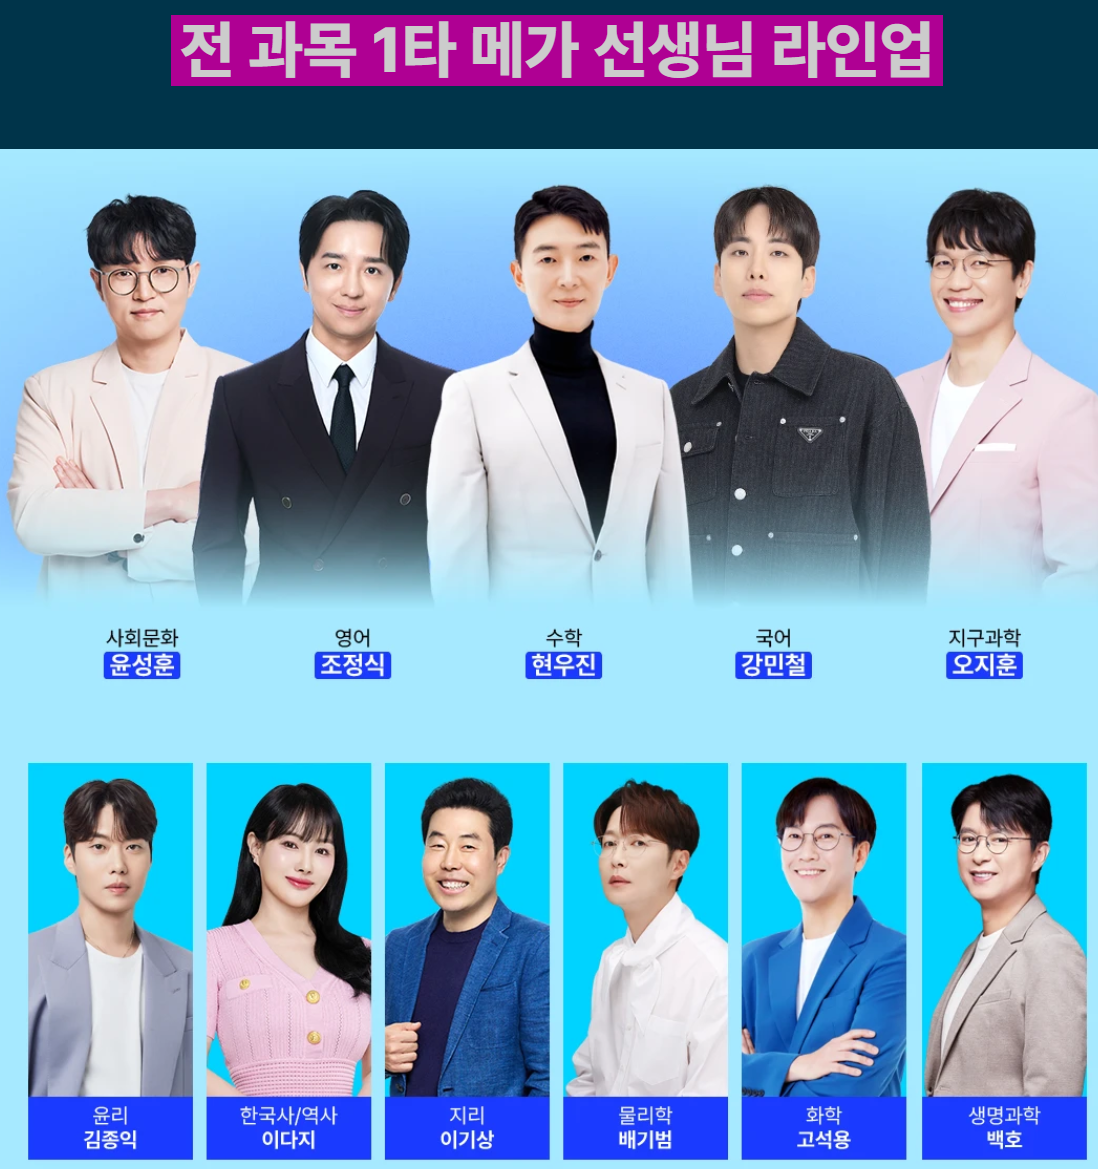 전 과목 1타 메가 선생님 라인업
사회문화
윤성훈
영어
조정식
수학
현우진
국어
강민철
지구과학
오지훈
윤리
김종익
한국사/역사
이다지
지리
이기상
물리학
배기범
화학
고석용
생명과학
백호